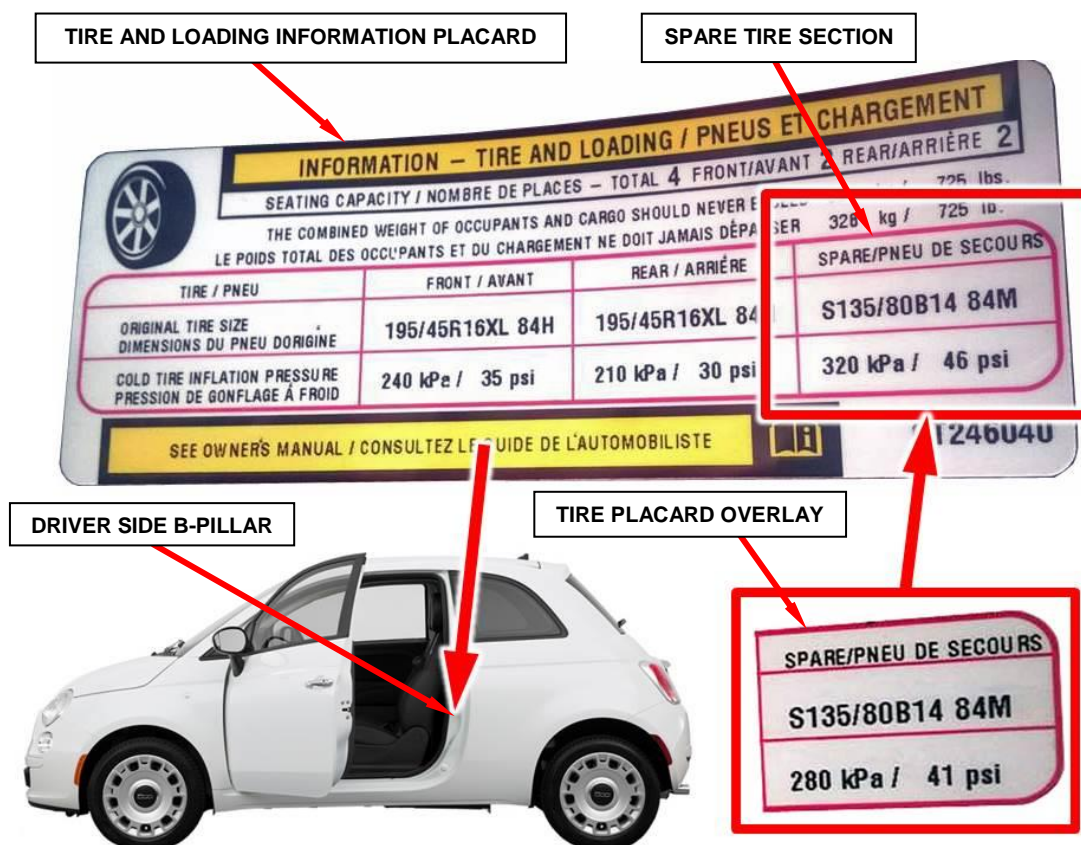 TIRE AND LOADING INFORMATION PLACARD
SPARE TIRE SECTION
INFORMATION – TIRE AND LOADING / PNEUS ET CHARGEMENT
SEATING CAPACITY / NOMBRE DE PLACES – TOTAL 4 FRONT/AVANT 2 REAR/ARRIÈRE 2
THE COMBINED WEIGHT OF OCCUPANTS AND CARGO SHOULD NEVER / 725 lbs.
LE POIDS TOTAL DES OCCUPANTS ET DU CHARGEMENT NE DOIT JAMAIS kg / 725 lb.
TIRE / PNEU FRONT / AVANT REAR / ARRIÉRE SPARE/PNEU DE SECOURS
ORIGINAL TIRE SIZE
DIMENSIONS DU PNEU DORIGINE
195/45R16XL 84H 195/45R16XL S135/80B14 84M
COLD TIRE INFLATION PRESSURE
PRESSION DE GONFLAGE À FROID
240 kPa / 35 psi 210 kPa / 30 psi 320 kPa / 46 psi
SEE OWNER'S MANUAL / CONSULTEZ LE GUIDE DE L'AUTOMOBILISTE
DRIVER SIDE B-PILLAR
TIRE PLACARD OVERLAY
SPARE/PNEU DE SECOURS
S135/80B14 84M
280 kPa / 41 psi